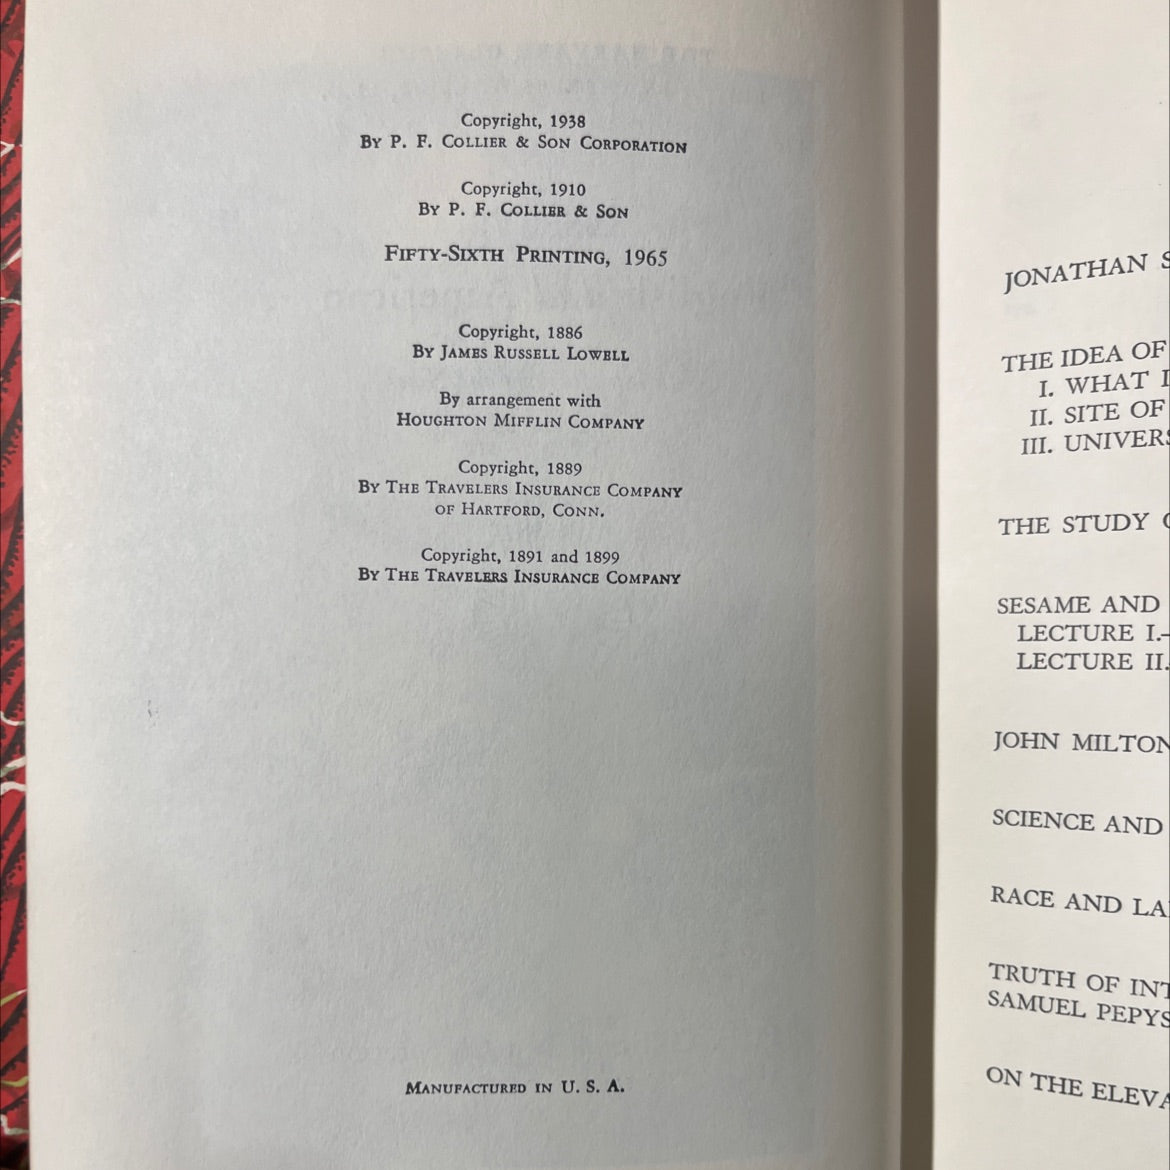 Copyright, 1938
By P. F. Collier & Son Corporation
Copyright, 1910
By P. F. Collier & Son
Fifty-Sixth Printing, 1965
Copyright, 1886
By James Russell Lowell
By arrangement with
Houghton Mifflin Company
Copyright, 1889
By The Travelers Insurance Company
of Hartford, Conn.
Copyright, 1891 and 1899
By The Travelers Insurance Company
Manufactured in U. S. A.
JONATHAN
THE IDEA OF
I. WHAT
II. SITE OF
III.
THE STUDY
SESAME AND
LECTURE I.—
LECTURE II.
JOHN MILTON
SCIENCE AND
RACE AND
TRUTH OF
SAMUEL PEPYS
ON THE